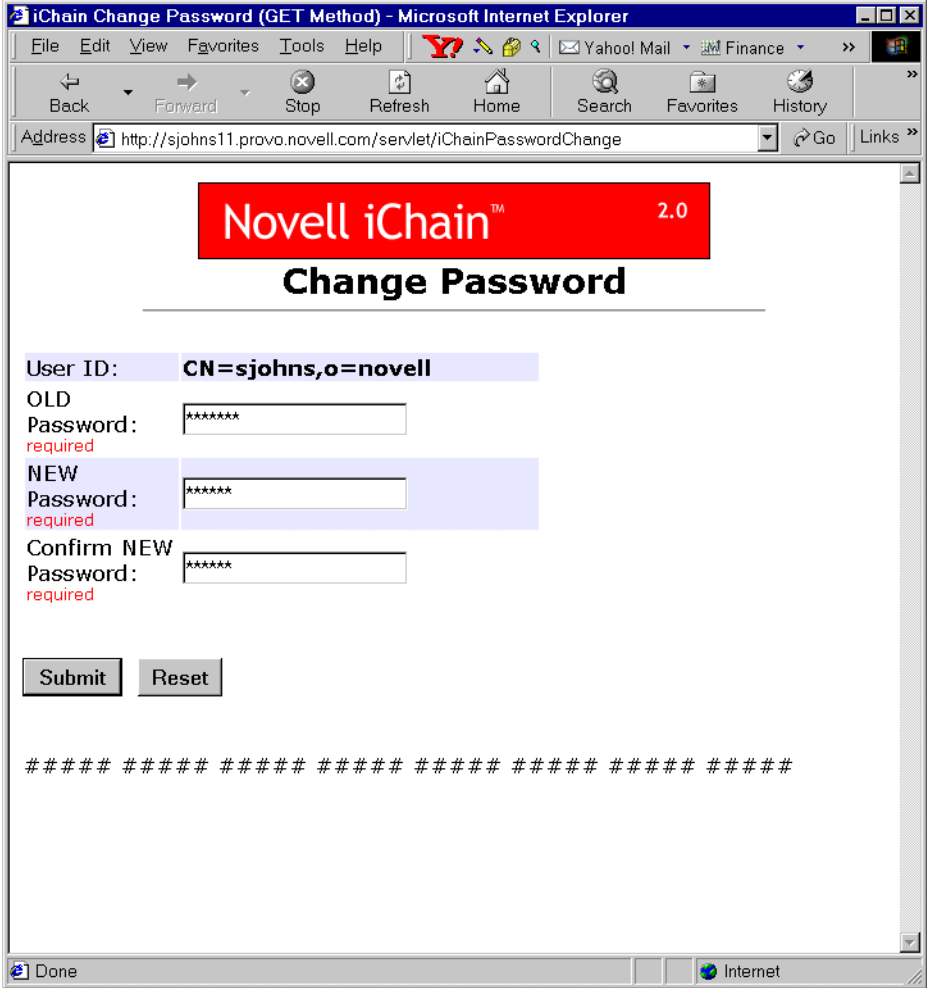 iChain Change Password (GET Method) - Microsoft Internet Explorer
File Edit View Favorites Tools Help Y! Yahoo! Mail Finance »
Back Forward Stop Refresh Home Search Favorites History »
Address http://sjohns11.provo.novell.com/servlet/iChainPasswordChange Go Links »
Novell iChain™ 2.0
Change Password
User ID: CN=sjohns,o=novell
OLD
Password: *******
required
NEW
Password: ******
required
Confirm NEW
Password: ******
required
Submit Reset
##### ##### ##### ##### ##### ##### ##### #####
Done Internet